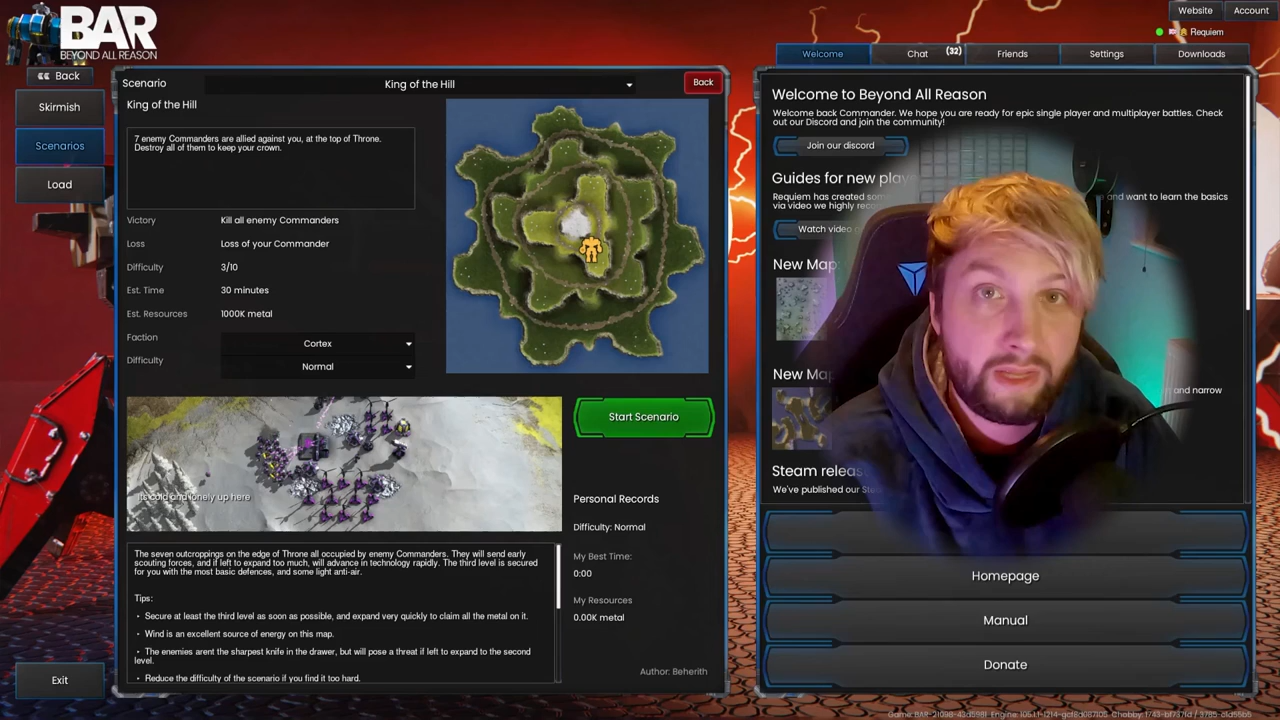 BAR
BEYOND ALL REASON
Website
Account
Requiem
Back
Skirmish
Scenarios
Load
Exit
Scenario
King of the Hill
Back
King of the Hill
7 enemy Commanders are allied against you, at the top of Throne.
Destroy all of them to keep your crown.
Victory
Kill all enemy Commanders
Loss
Loss of your Commander
Difficulty
3/10
Est. Time
30 minutes
Est. Resources
1000K metal
Faction
Cortex
Difficulty
Normal
Start Scenario
Its cold and lonely up here
Personal Records
Difficulty: Normal
My Best Time:
0:00
My Resources
0.00K metal
Author: Beherith
The seven outcroppings on the edge of Throne all occupied by enemy Commanders. They will send early
scouting forces, and if left to expand too much, will advance in technology rapidly. The third level is secured
for you with the most basic defences, and some light anti-air.
Tips:
· Secure at least the third level as soon as possible, and expand very quickly to claim all the metal on it.
· Wind is an excellent source of energy on this map.
· The enemies arent the sharpest knife in the drawer, but will pose a threat if left to expand to the second
level.
· Reduce the difficulty of the scenario if you find it too hard.
Welcome
Chat
(32)
Friends
Settings
Downloads
Welcome to Beyond All Reason
Welcome back Commander. We hope you are ready for epic single player and multiplayer battles. Check
out our Discord and join the community!
Join our discord
Guides for new
Requiem has created and want to learn the basics
via video we highly
Watch video
New Map
New Map
and narrow
Steam
We've published our
Homepage
Manual
Donate